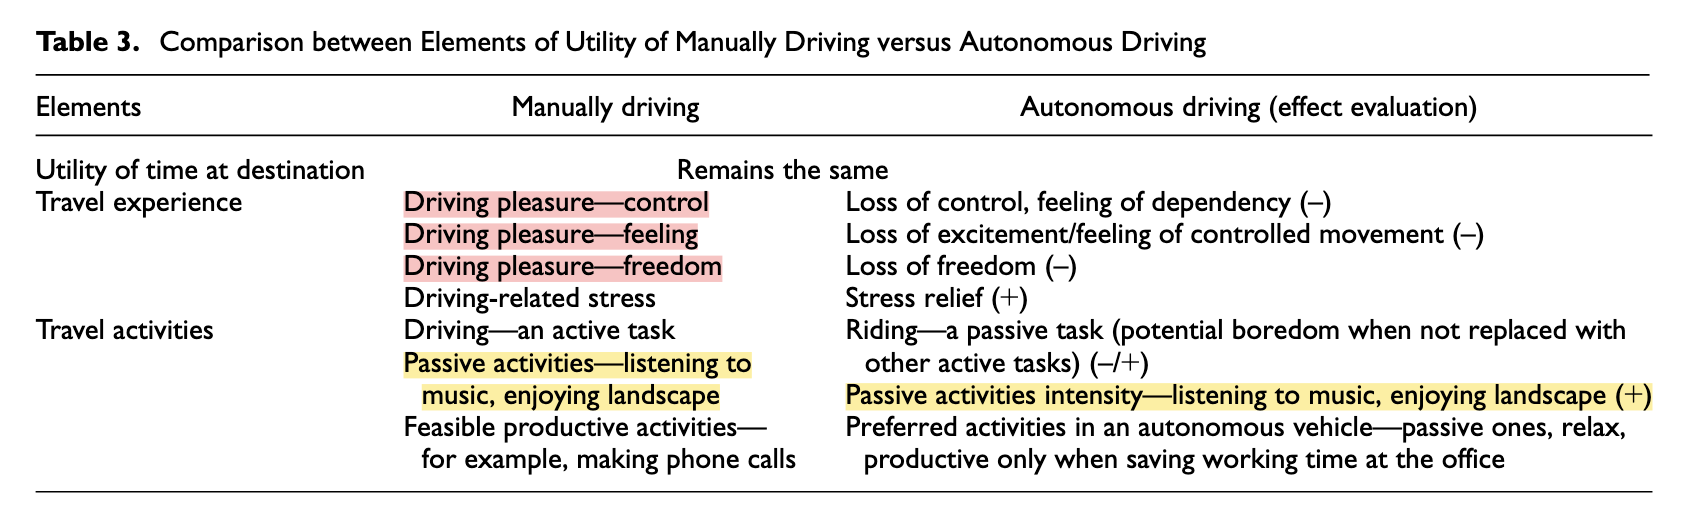 Table 3. Comparison between Elements of Utility of Manually Driving versus Autonomous Driving
Elements Manually driving Autonomous driving (effect evaluation)
Utility of time at destination Remains the same
Travel experience Driving pleasure—control Loss of control, feeling of dependency (–)
Driving pleasure—feeling Loss of excitement/feeling of controlled movement (–)
Driving pleasure—freedom Loss of freedom (–)
Driving-related stress Stress relief (+)
Travel activities Driving—an active task Riding—a passive task (potential boredom when not replaced with
Passive activities—listening to other active tasks) (–/+)
music, enjoying landscape Passive activities intensity—listening to music, enjoying landscape (+)
Feasible productive activities— Preferred activities in an autonomous vehicle—passive ones, relax,
for example, making phone calls productive only when saving working time at the office